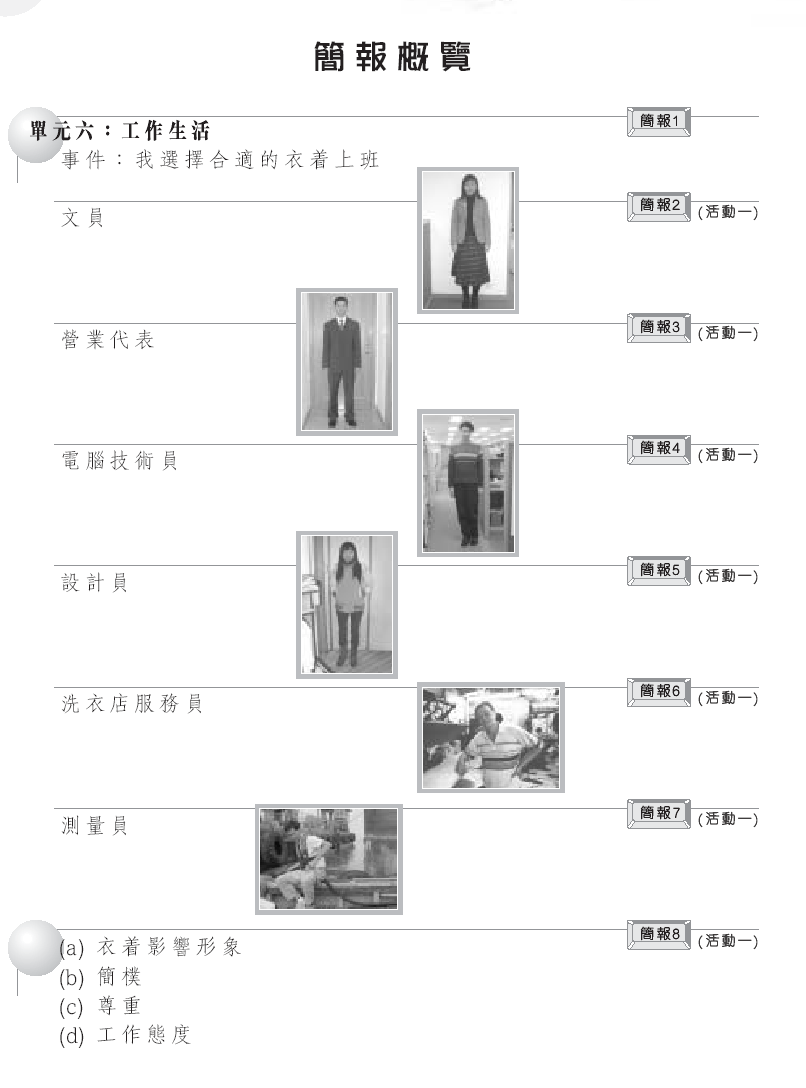 簡報概覽
單元六：工作生活 簡報1
事件：我選擇合適的衣着上班
文員 簡報2 (活動一)
營業代表 簡報3 (活動一)
電腦技術員 簡報4 (活動一)
設計員 簡報5 (活動一)
洗衣店服務員 簡報6 (活動一)
測量員 簡報7 (活動一)
簡報8 (活動一)
(a) 衣着影響形象
(b) 簡樸
(c) 尊重
(d) 工作態度